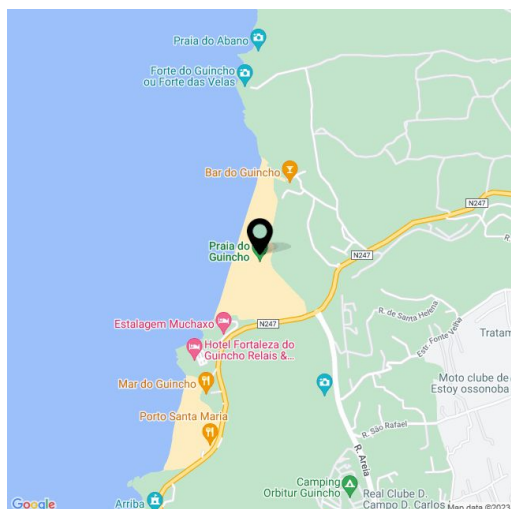 Praia do Abano
Forte do Guincho
ou Forte das Velas
Bar do Guincho
N247
N247
Praia do
Guincho
Estalagem Muchaxo
N247
R. de Santa Helena
Hotel Fortaleza do
Guincho Relais &...
Estr. Fonte Velha
Tratam
Mar do Guincho
Moto clube de
Estoy ossonoba
Porto Santa Maria
R. São Rafael
R. Areia
Camping
Orbitur Guincho
Real Clube D.
Campo D. Carlos
Arriba
Google
Map data ©2023